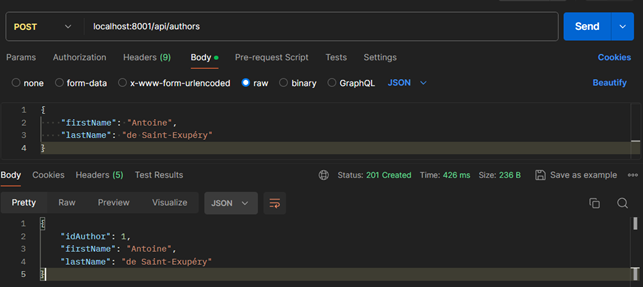 POST localhost:8001/api/authors Send
Params Authorization Headers (9) Body Pre-request Script Tests Settings Cookies
none form-data x-www-form-urlencoded raw binary GraphQL JSON Beautify
1 {
2 "firstName": "Antoine",
3 "lastName": "de Saint-Exupéry"
4 }
Body Cookies Headers (5) Test Results Status: 201 Created Time: 426 ms Size: 236 B Save as example
Pretty Raw Preview Visualize JSON
1 {
2 "idAuthor": 1,
3 "firstName": "Antoine",
4 "lastName": "de Saint-Exupéry"
5 }